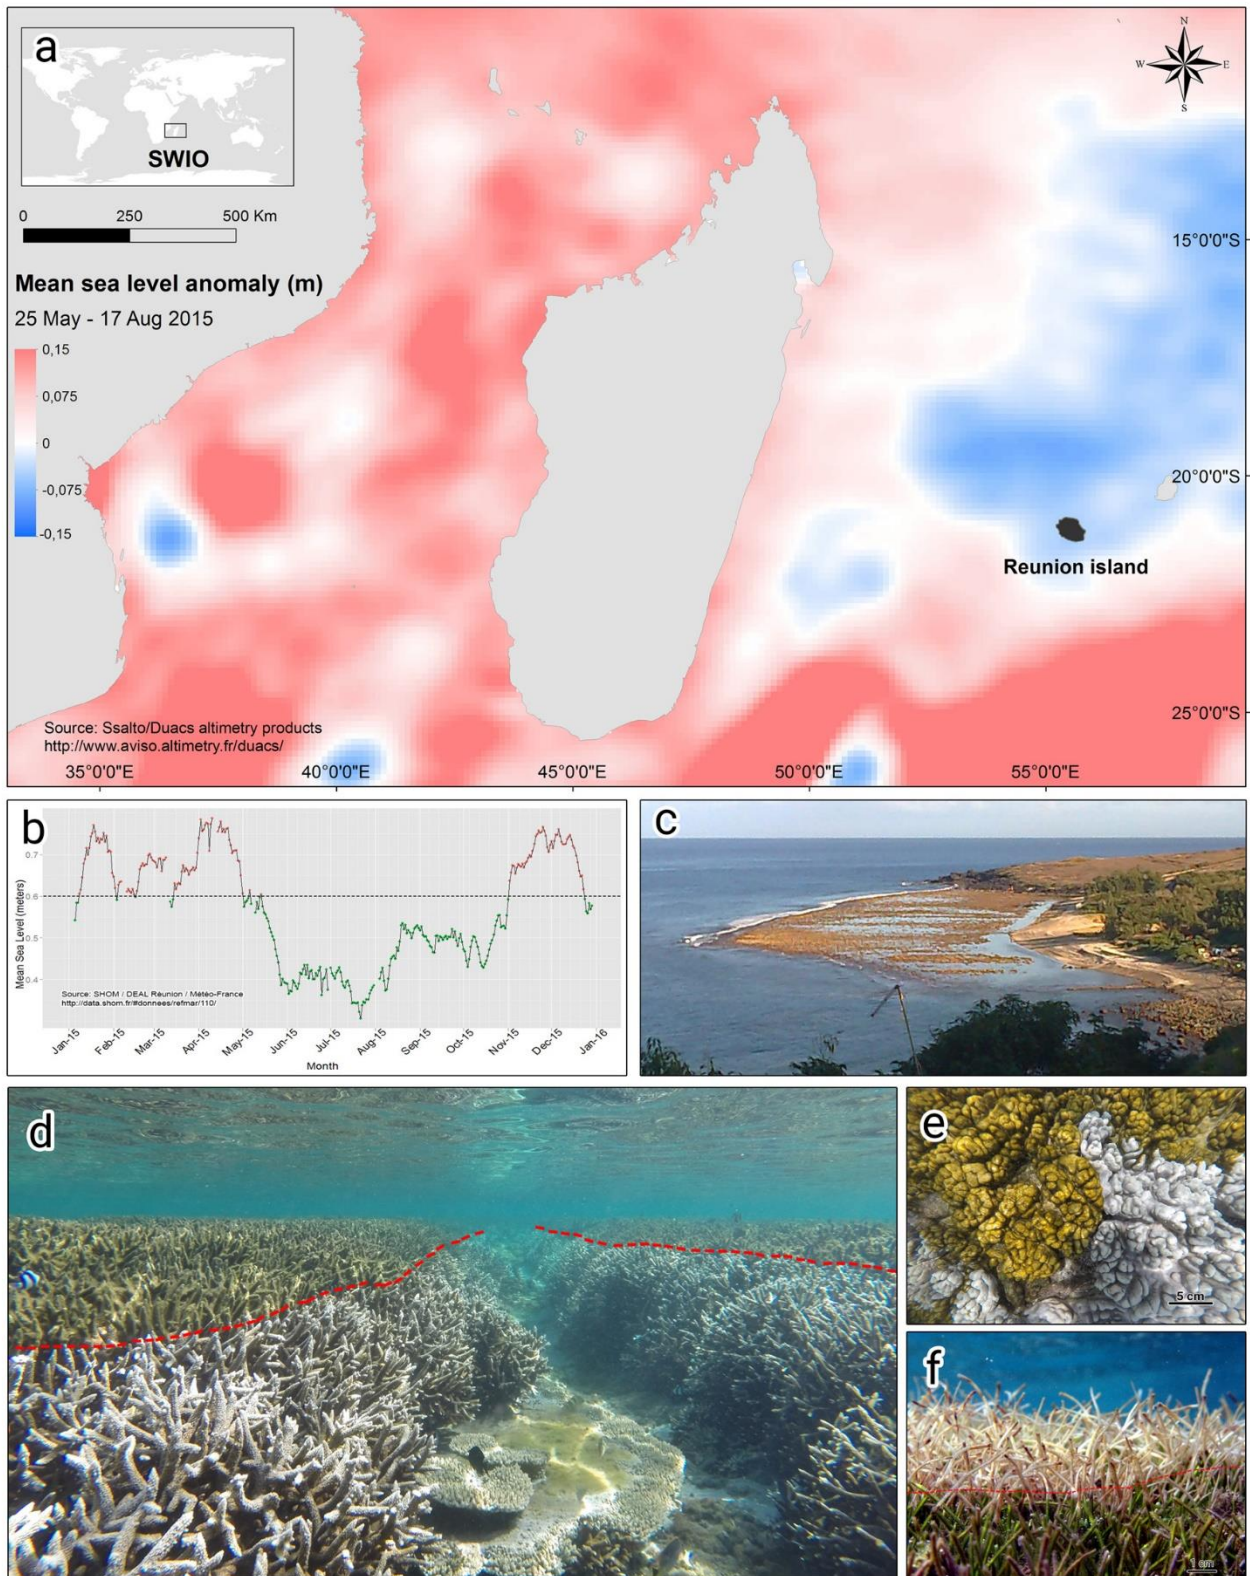 a
SWIO
N
W E
S
0 250 500 Km
Mean sea level anomaly (m)
25 May - 17 Aug 2015
0,15
0,075
0
-0,075
-0,15
15°0'0"S
20°0'0"S
25°0'0"S
Reunion island
Source: Ssalto/Duacs altimetry products
http://www.aviso.altimetry.fr/duacs/
35°0'0"E 40°0'0"E 45°0'0"E 50°0'0"E 55°0'0"E
b
Mean Sea Level (meters)
0.7
0.6
0.5
0.4
Source: SHOM / DEAL Réunion / Météo-France
http://data.shom.fr/#donnees/refmar/110/
Jan-15 Feb-15 Mar-15 Apr-15 May-15 Jun-15 Jul-15 Aug-15 Sep-15 Oct-15 Nov-15 Dec-15 Jan-16
Month
c
d
e
5 cm
f
1 cm